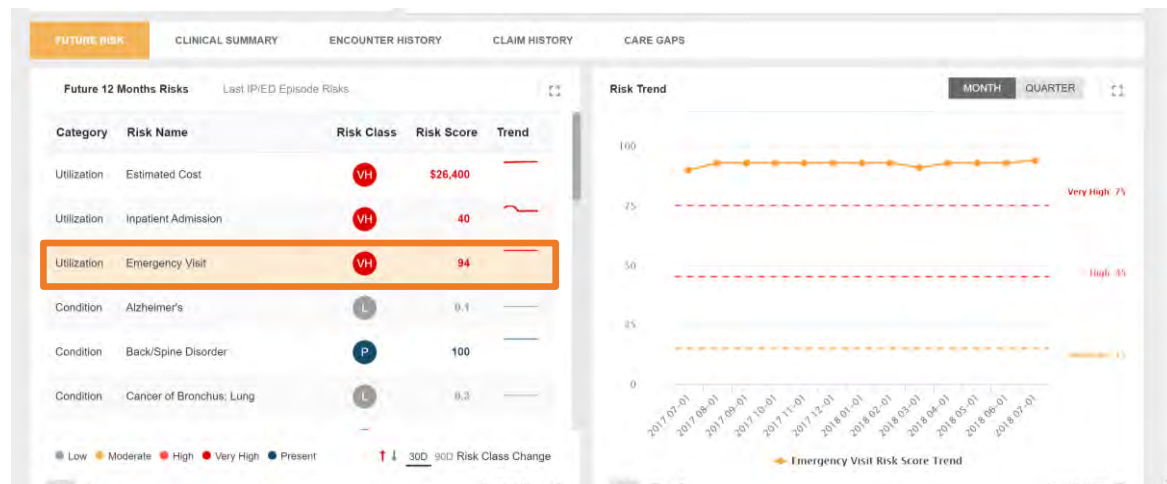 FUTURE RISK CLINICAL SUMMARY ENCOUNTER HISTORY CLAIM HISTORY CARE GAPS
Future 12 Months Risks Last IP/ED Episode Risks
Category Risk Name Risk Class Risk Score Trend
Utilization Estimated Cost VH $26,400
Utilization Inpatient Admission VH 40
Utilization Emergency Visit VH 94
Condition Alzheimer's L 0.1
Condition Back/Spine Disorder P 100
Condition Cancer of Bronchus; Lung L 0.3
Low Moderate High Very High Present 30D 90D Risk Class Change
Risk Trend MONTH QUARTER
100
Very High 75
75
50
High 45
25
15
0
2017-07-01 2017-08-01 2017-09-01 2017-10-01 2017-11-01 2017-12-01 2018-01-01 2018-02-01 2018-03-01 2018-04-01 2018-05-01 2018-06-01 2018-07-01
Emergency Visit Risk Score Trend